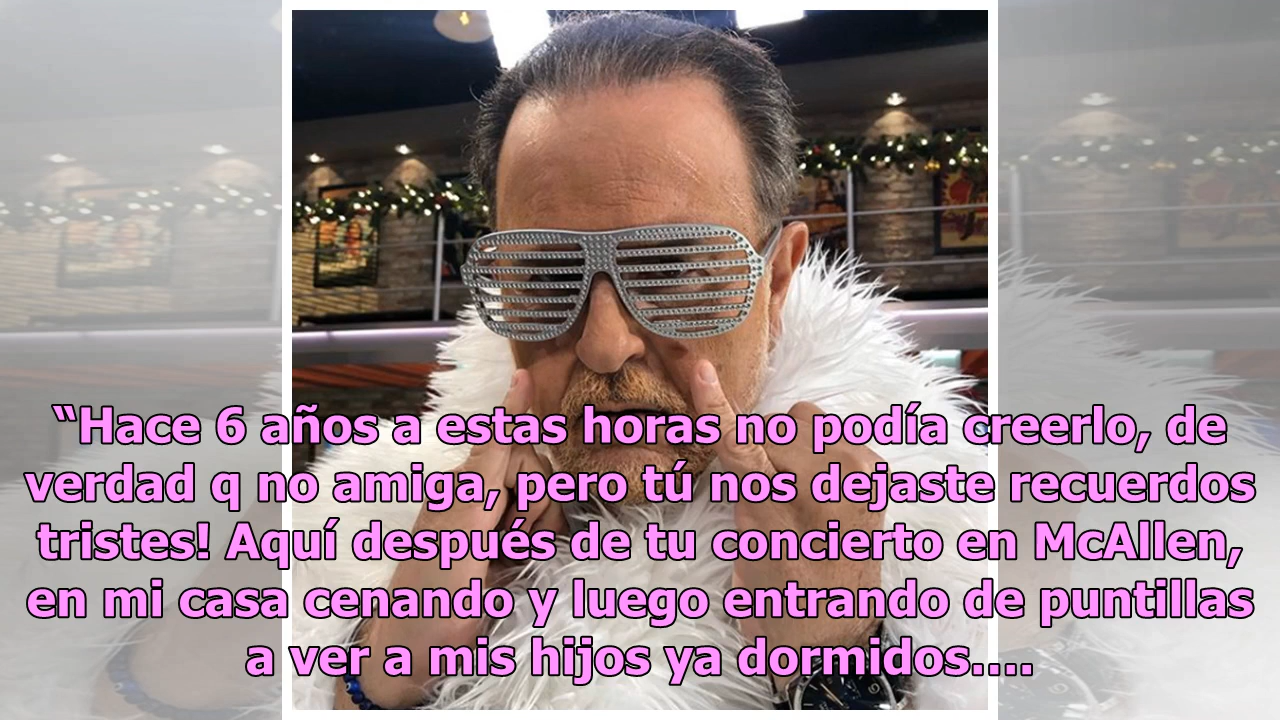 “Hace 6 años a estas horas no podía creerlo, de
verdad q no amiga, pero tú nos dejaste recuerdos
tristes! Aquí después de tu concierto en McAllen,
en mi casa cenando y luego entrando de puntillas
a ver a mis hijos ya dormidos....